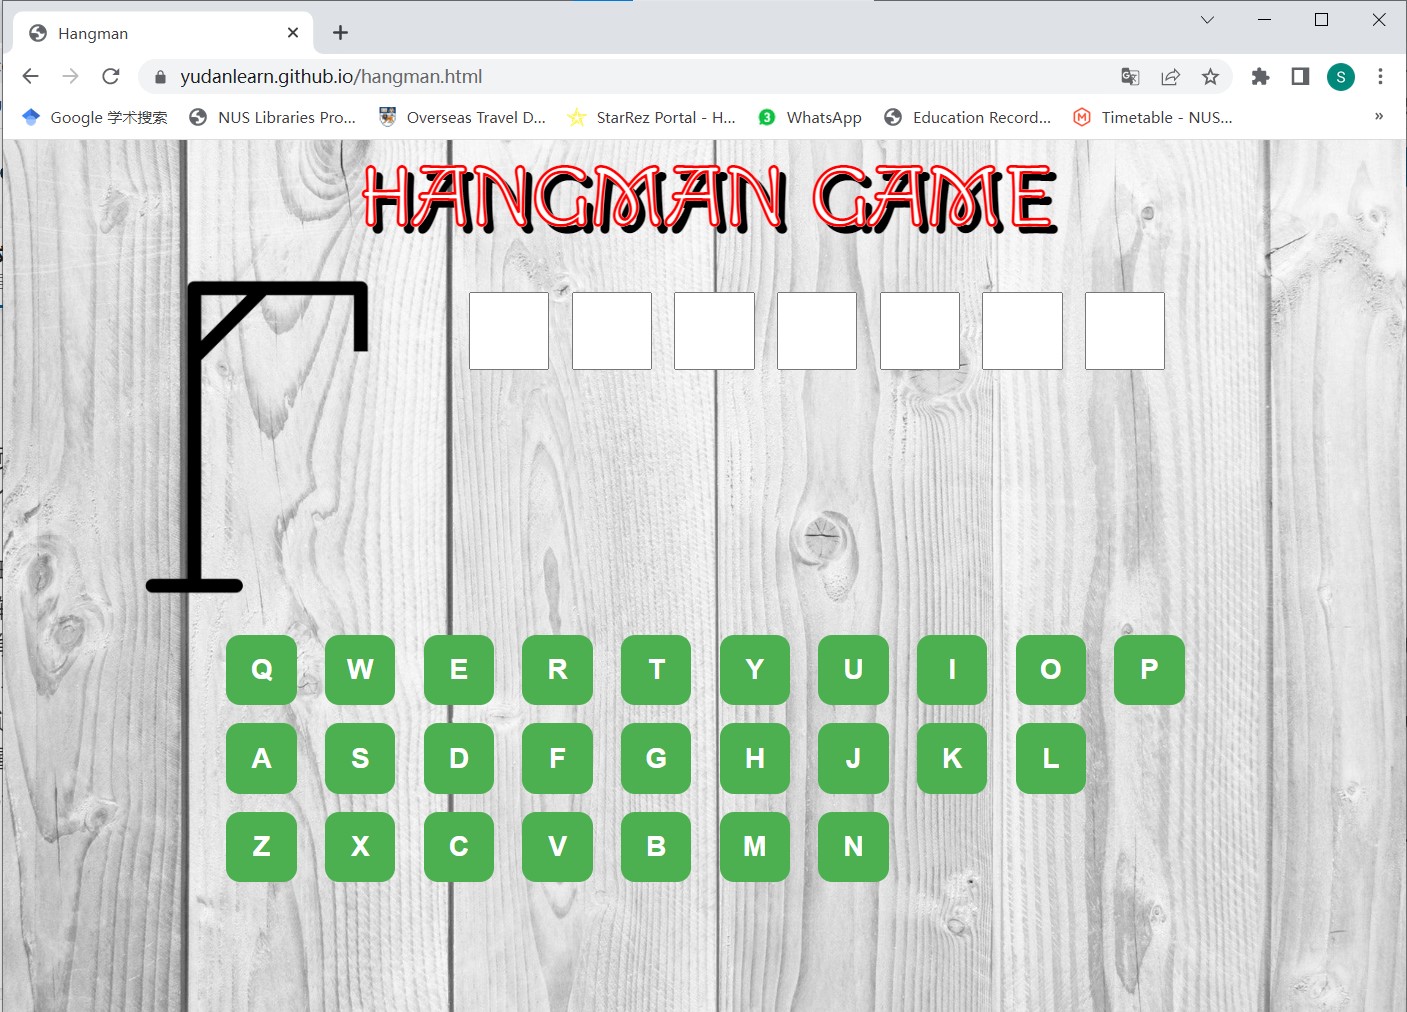 Hangman
yudanlearn.github.io/hangman.html
S
Google 学术搜索 NUS Libraries Pro... Overseas Travel D... StarRez Portal - H... 3 WhatsApp Education Record... Timetable - NUS... »
HANGMAN GAME
Q W E R T Y U I O P
A S D F G H J K L
Z X C V B M N